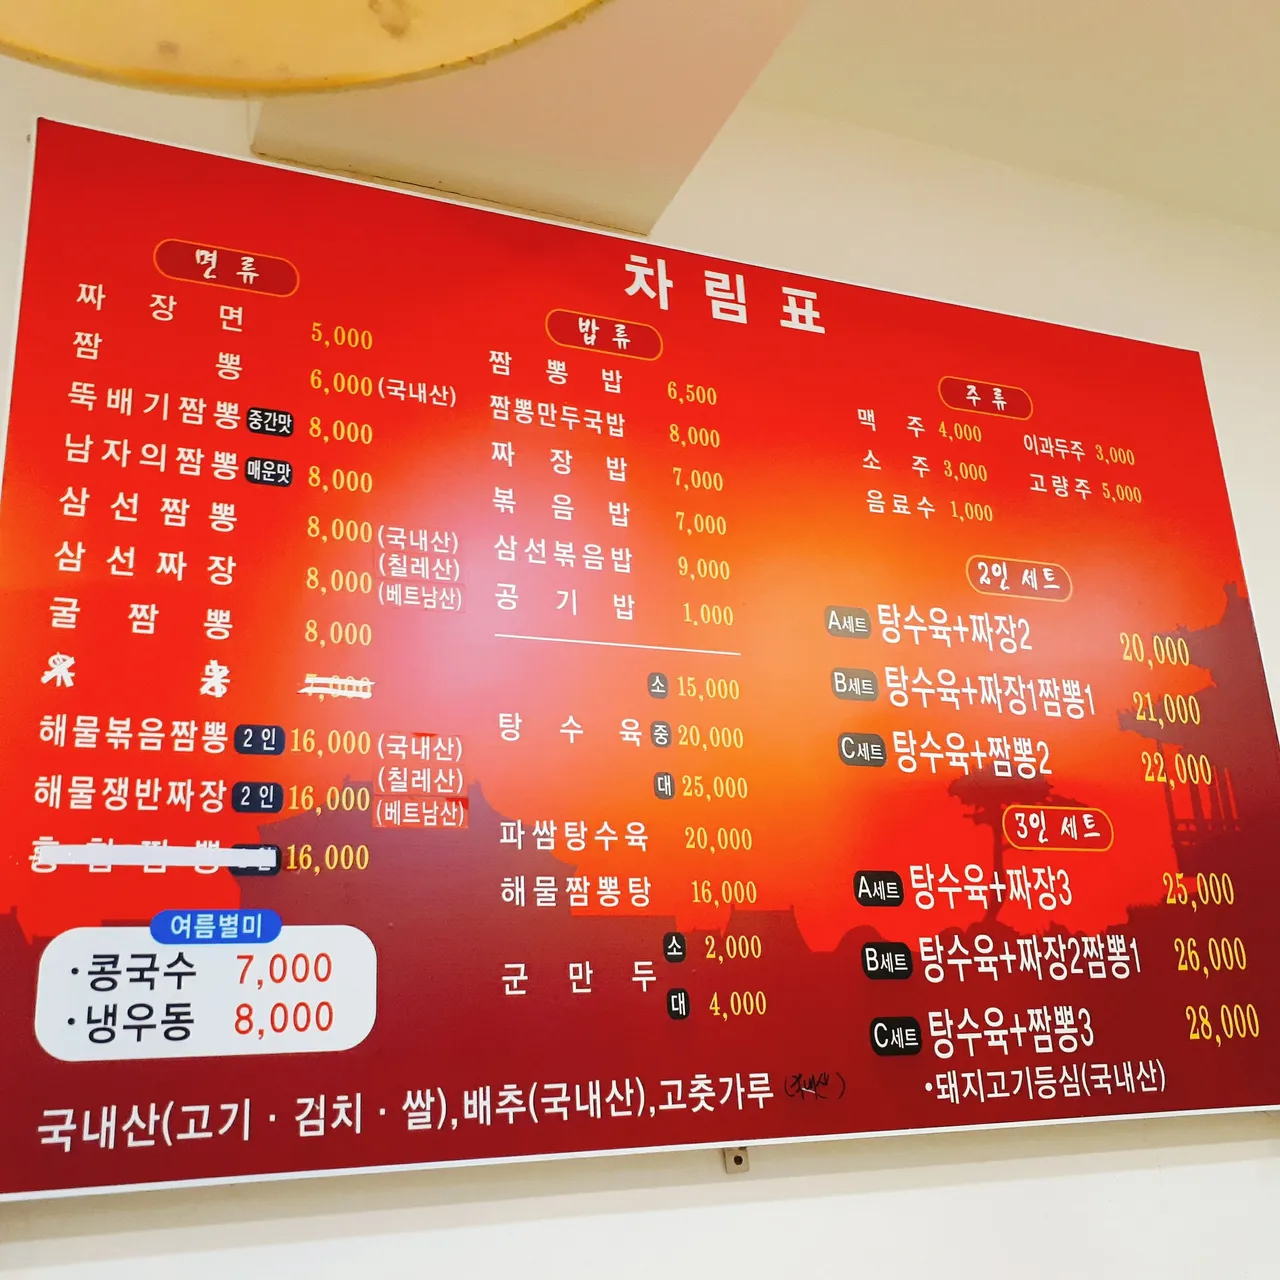 차림표
면류
짜장면 5,000
짬뽕 6,000 (국내산)
뚝배기짬뽕 중간맛 8,000
남자의짬뽕 매운맛 8,000
삼선짬뽕 8,000 (국내산)
(칠레산)
삼선짜장 8,000 (베트남산)
굴짬뽕 8,000
7,000
해물볶음짬뽕 2인 16,000 (국내산)
(칠레산)
해물쟁반짜장 2인 16,000 (베트남산)
짬뽕 16,000
여름별미
·콩국수 7,000
·냉우동 8,000
밥류
짬뽕밥 6,500
짬뽕만두국밥 8,000
짜장밥 7,000
볶음밥 7,000
삼선볶음밥 9,000
공기밥 1,000
소 15,000
탕수육 중 20,000
대 25,000
파쌈탕수육 20,000
해물짬뽕탕 16,000
소 2,000
군만두
대 4,000
주류
맥주 4,000 이과두주 3,000
소주 3,000 고량주 5,000
음료수 1,000
2인 세트
A세트 탕수육+짜장2 20,000
B세트 탕수육+짜장1짬뽕1 21,000
C세트 탕수육+짬뽕2 22,000
3인 세트
A세트 탕수육+짜장3 25,000
B세트 탕수육+짜장2짬뽕1 26,000
C세트 탕수육+짬뽕3 28,000
•돼지고기등심(국내산)
국내산(고기·김치·쌀),배추(국내산),고춧가루